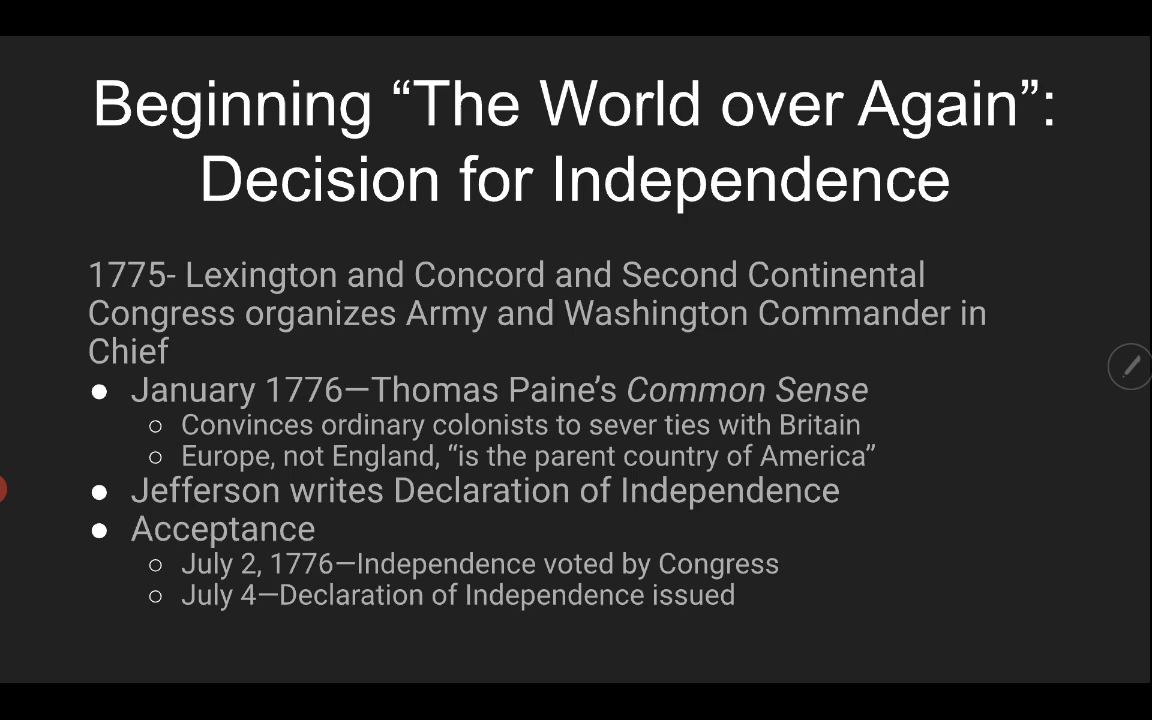 Beginning “The World over Again”:
Decision for Independence
1775- Lexington and Concord and Second Continental
Congress organizes Army and Washington Commander in
Chief
● January 1776—Thomas Paine’s Common Sense
○ Convinces ordinary colonists to sever ties with Britain
○ Europe, not England, “is the parent country of America”
● Jefferson writes Declaration of Independence
● Acceptance
○ July 2, 1776—Independence voted by Congress
○ July 4—Declaration of Independence issued